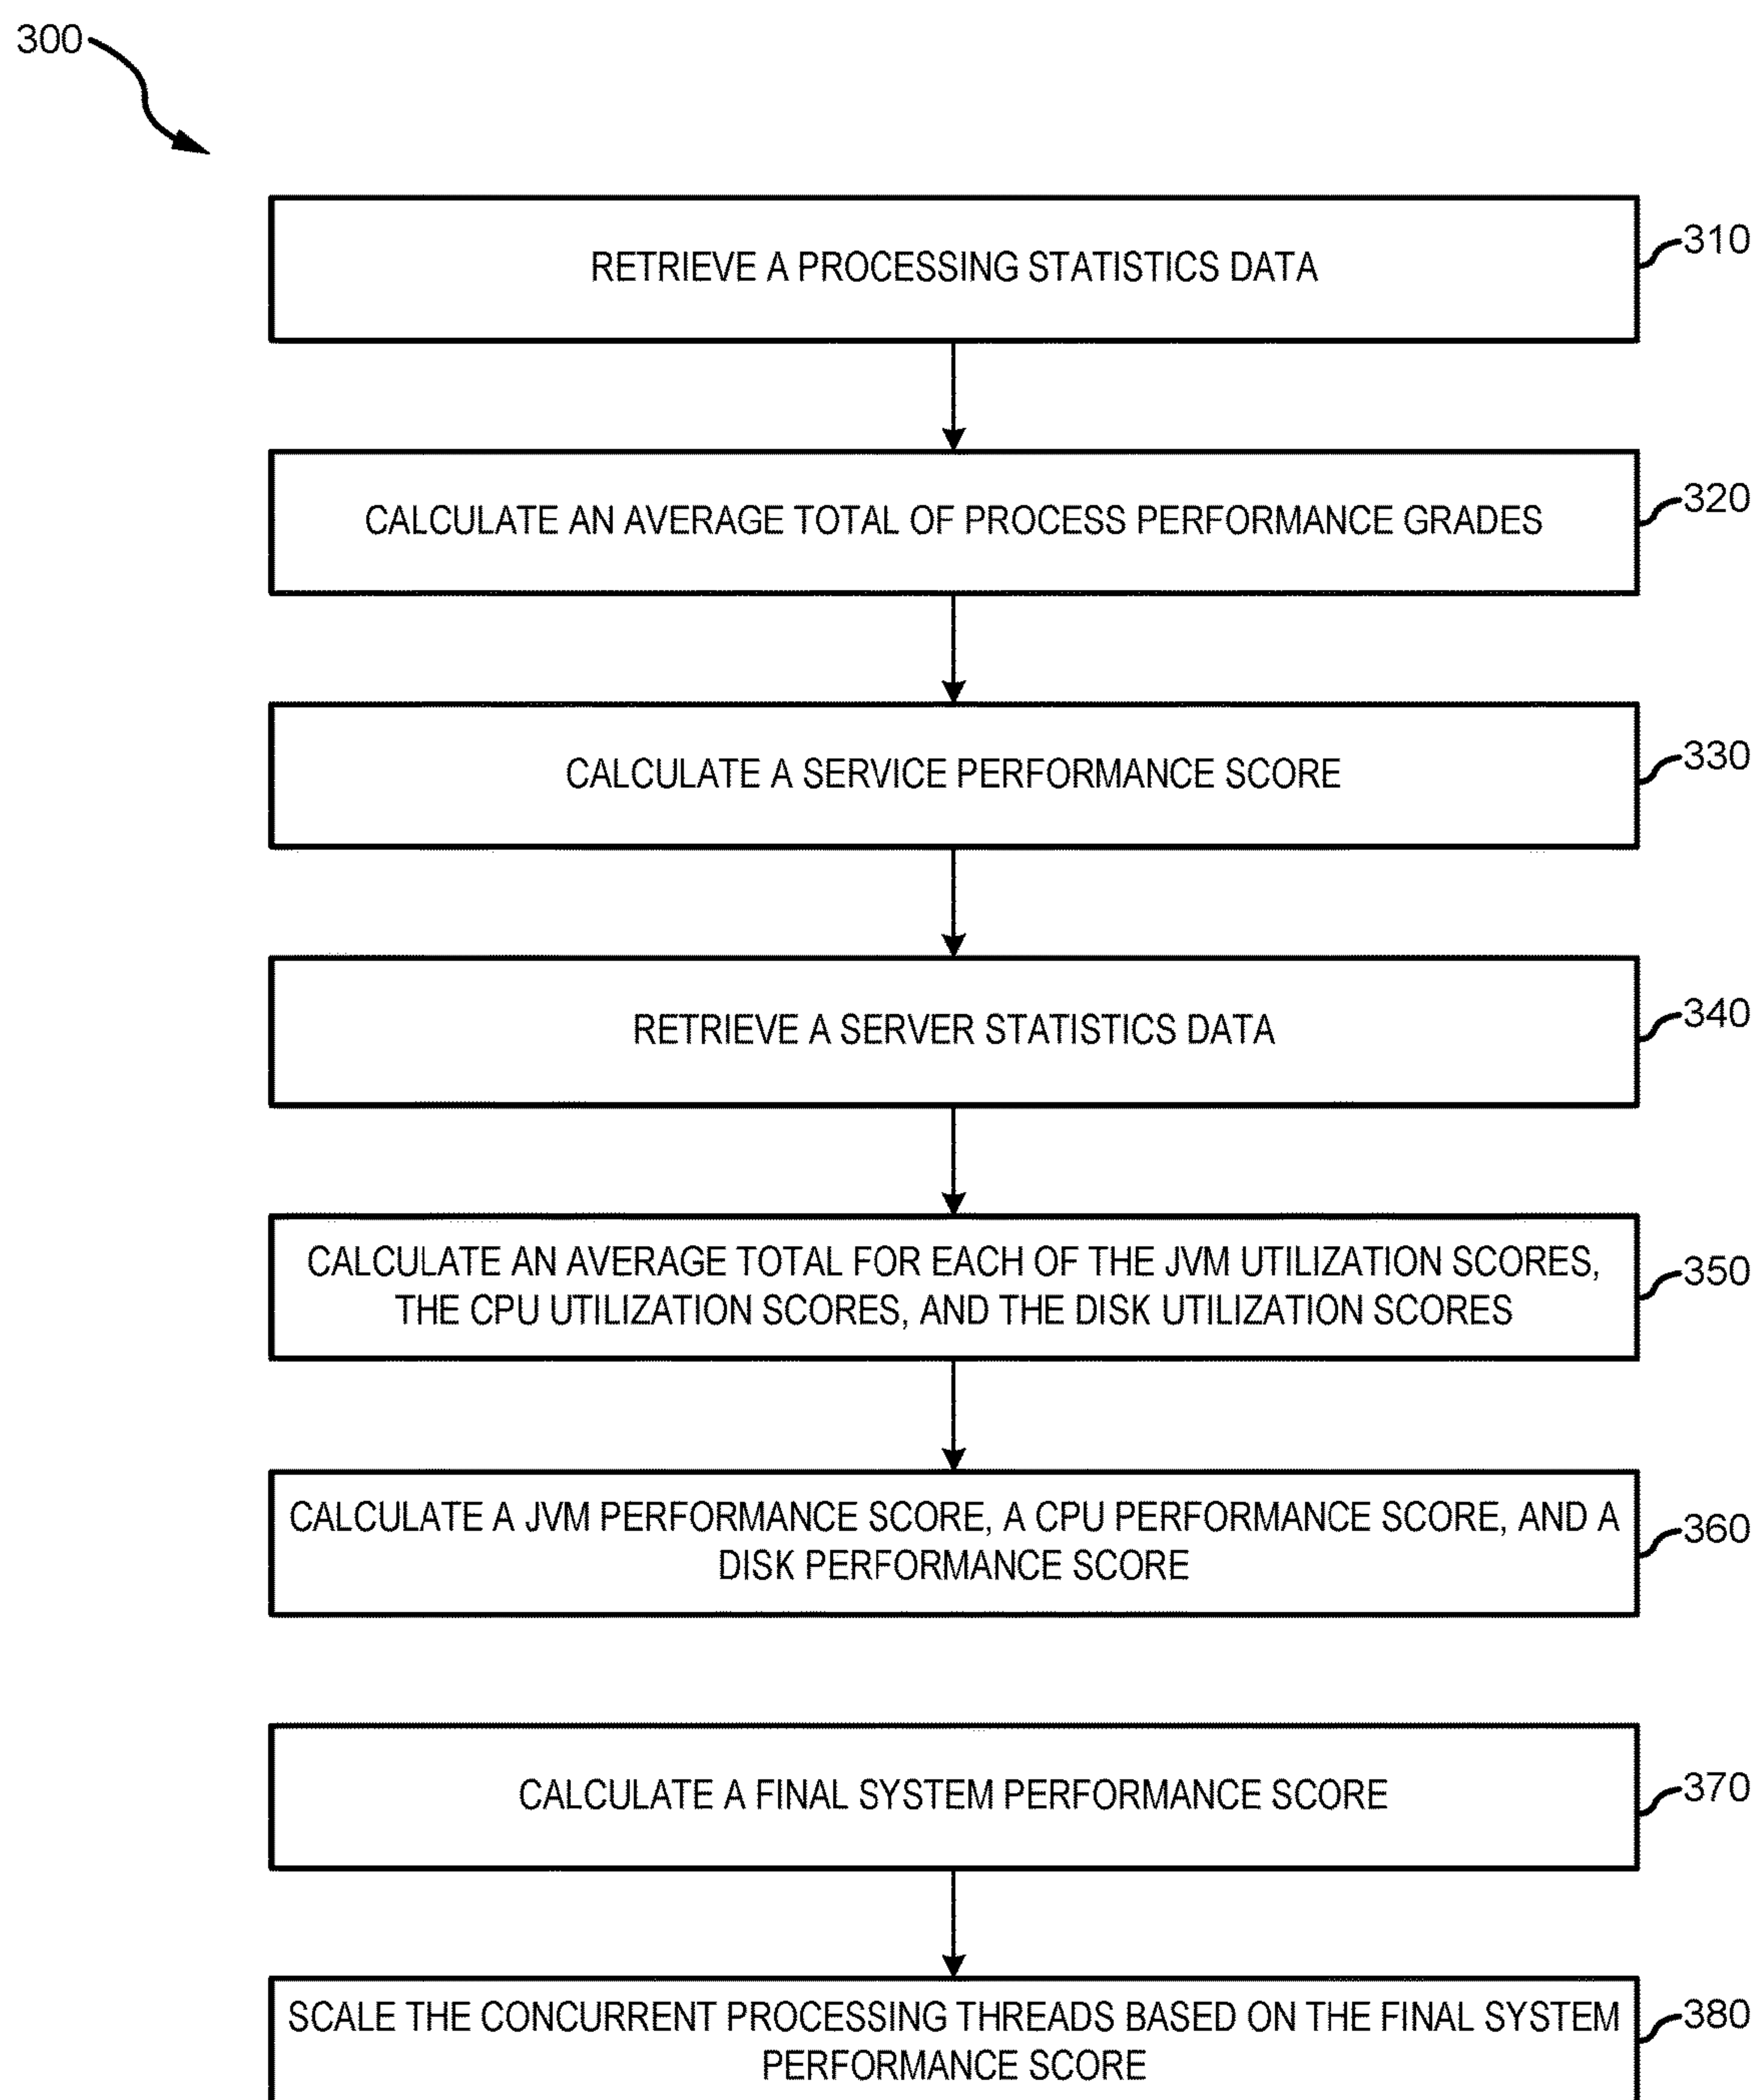 300
RETRIEVE A PROCESSING STATISTICS DATA
310
CALCULATE AN AVERAGE TOTAL OF PROCESS PERFORMANCE GRADES
320
CALCULATE A SERVICE PERFORMANCE SCORE
330
RETRIEVE A SERVER STATISTICS DATA
340
CALCULATE AN AVERAGE TOTAL FOR EACH OF THE JVM UTILIZATION SCORES,
THE CPU UTILIZATION SCORES, AND THE DISK UTILIZATION SCORES
350
CALCULATE A JVM PERFORMANCE SCORE, A CPU PERFORMANCE SCORE, AND A
DISK PERFORMANCE SCORE
360
CALCULATE A FINAL SYSTEM PERFORMANCE SCORE
370
SCALE THE CONCURRENT PROCESSING THREADS BASED ON THE FINAL SYSTEM
PERFORMANCE SCORE
380